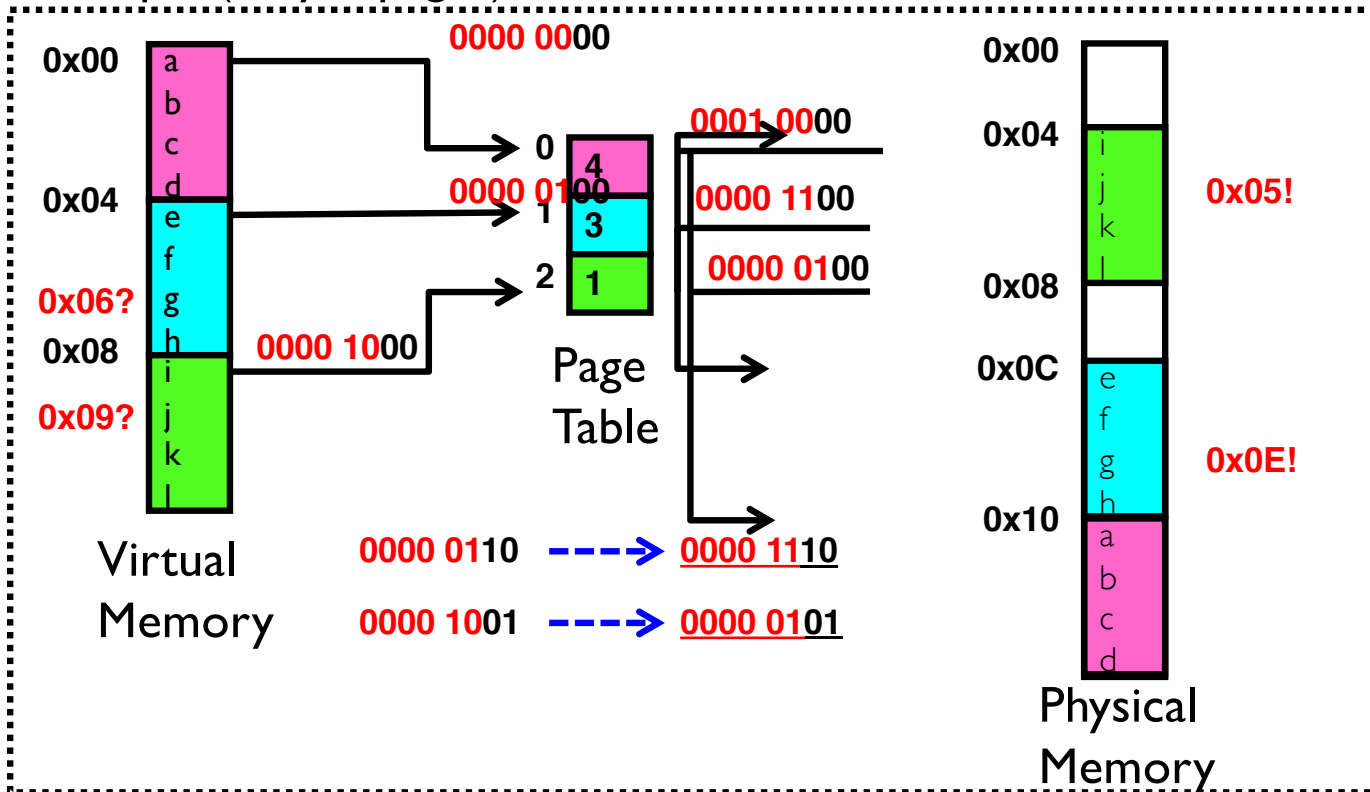 0000 0000
0x00
a
b
c
d
0x04
e
f
0x06?
g
h
0x08
i
0x09?
j
k
l
0000 0100
0000 1000
0
4
1
3
2
1
Page
Table
0001 0000
0000 1100
0000 0100
Virtual
Memory
0000 0110
0000 1110
0000 1001
0000 0101
0x00
0x04
i
j
0x05!
k
l
0x08
0x0C
e
f
g
0x0E!
h
0x10
a
b
c
d
Physical
Memory